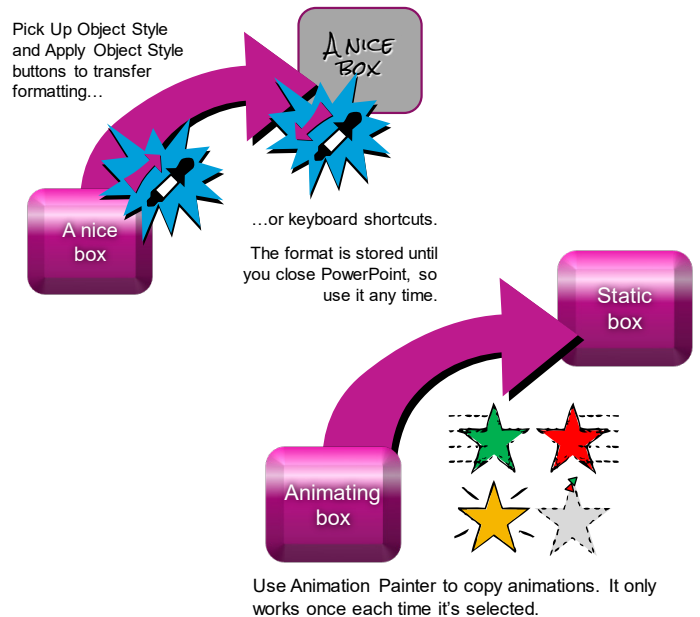 Pick Up Object Style
and Apply Object Style
buttons to transfer
formatting…
A NICE
BOX
A nice
box
…or keyboard shortcuts.
The format is stored until
you close PowerPoint, so
use it any time.
Static
box
Animating
box
Use Animation Painter to copy animations. It only
works once each time it’s selected.